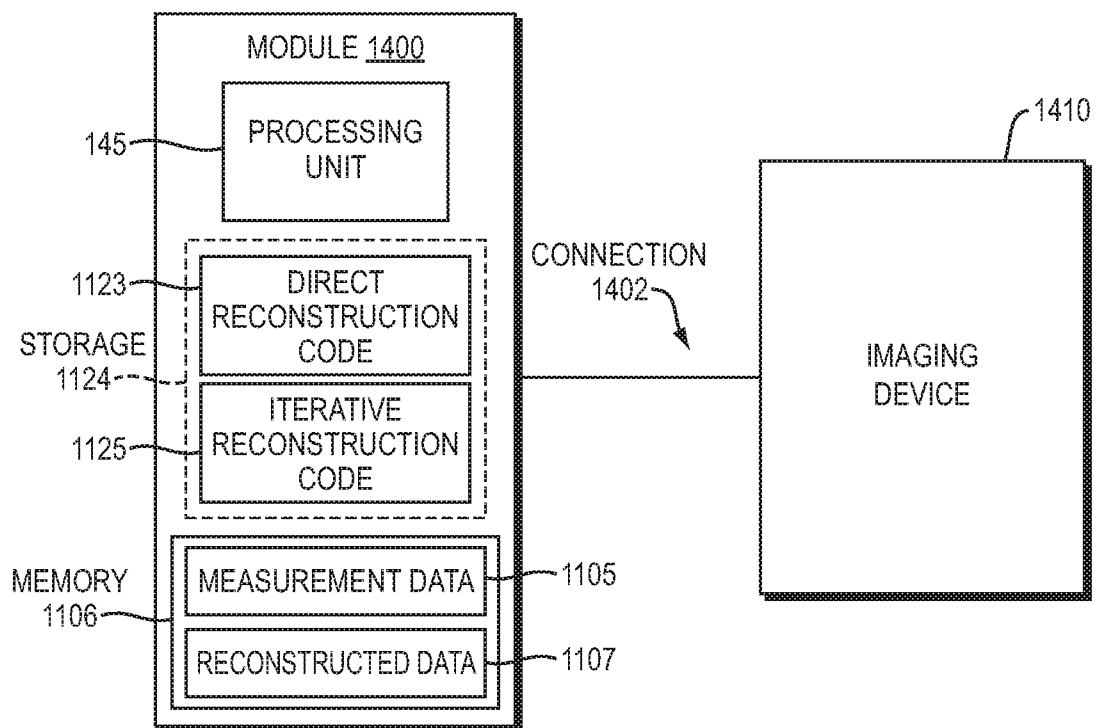 MODULE 1400
1410
145
PROCESSING
UNIT
CONNECTION
1402
1123
DIRECT
RECONSTRUCTION
CODE
STORAGE
1124
IMAGING
DEVICE
1125
ITERATIVE
RECONSTRUCTION
CODE
MEMORY
1106
MEASUREMENT DATA
1105
RECONSTRUCTED DATA
1107